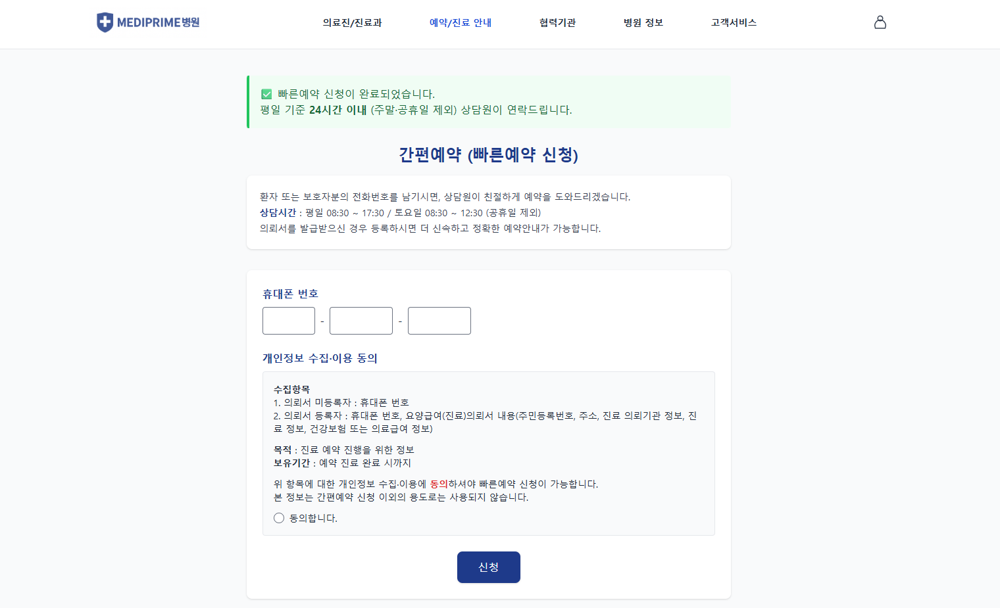 MEDIPRIME병원
의료진/진료과
예약/진료 안내
협력기관
병원 정보
고객서비스
✅ 빠른예약 신청이 완료되었습니다.
평일 기준 24시간 이내 (주말·공휴일 제외) 상담원이 연락드립니다.
간편예약 (빠른예약 신청)
환자 또는 보호자분의 전화번호를 남기시면, 상담원이 친절하게 예약을 도와드리겠습니다.
상담시간 : 평일 08:30 ~ 17:30 / 토요일 08:30 ~ 12:30 (공휴일 제외)
의뢰서를 발급받으신 경우 등록하시면 더 신속하고 정확한 예약안내가 가능합니다.
휴대폰 번호
- -
개인정보 수집·이용 동의
수집항목
1. 의뢰서 미등록자 : 휴대폰 번호
2. 의뢰서 등록자 : 휴대폰 번호, 요양급여(진료)의뢰서 내용(주민등록번호, 주소, 진료 의뢰기관 정보, 진
료 정보, 건강보험 또는 의료급여 정보)
목적 : 진료 예약 진행을 위한 정보
보유기간 : 예약 진료 완료 시까지
위 항목에 대한 개인정보 수집·이용에 동의하셔야 빠른예약 신청이 가능합니다.
본 정보는 간편예약 신청 이외의 용도로는 사용되지 않습니다.
동의합니다.
신청